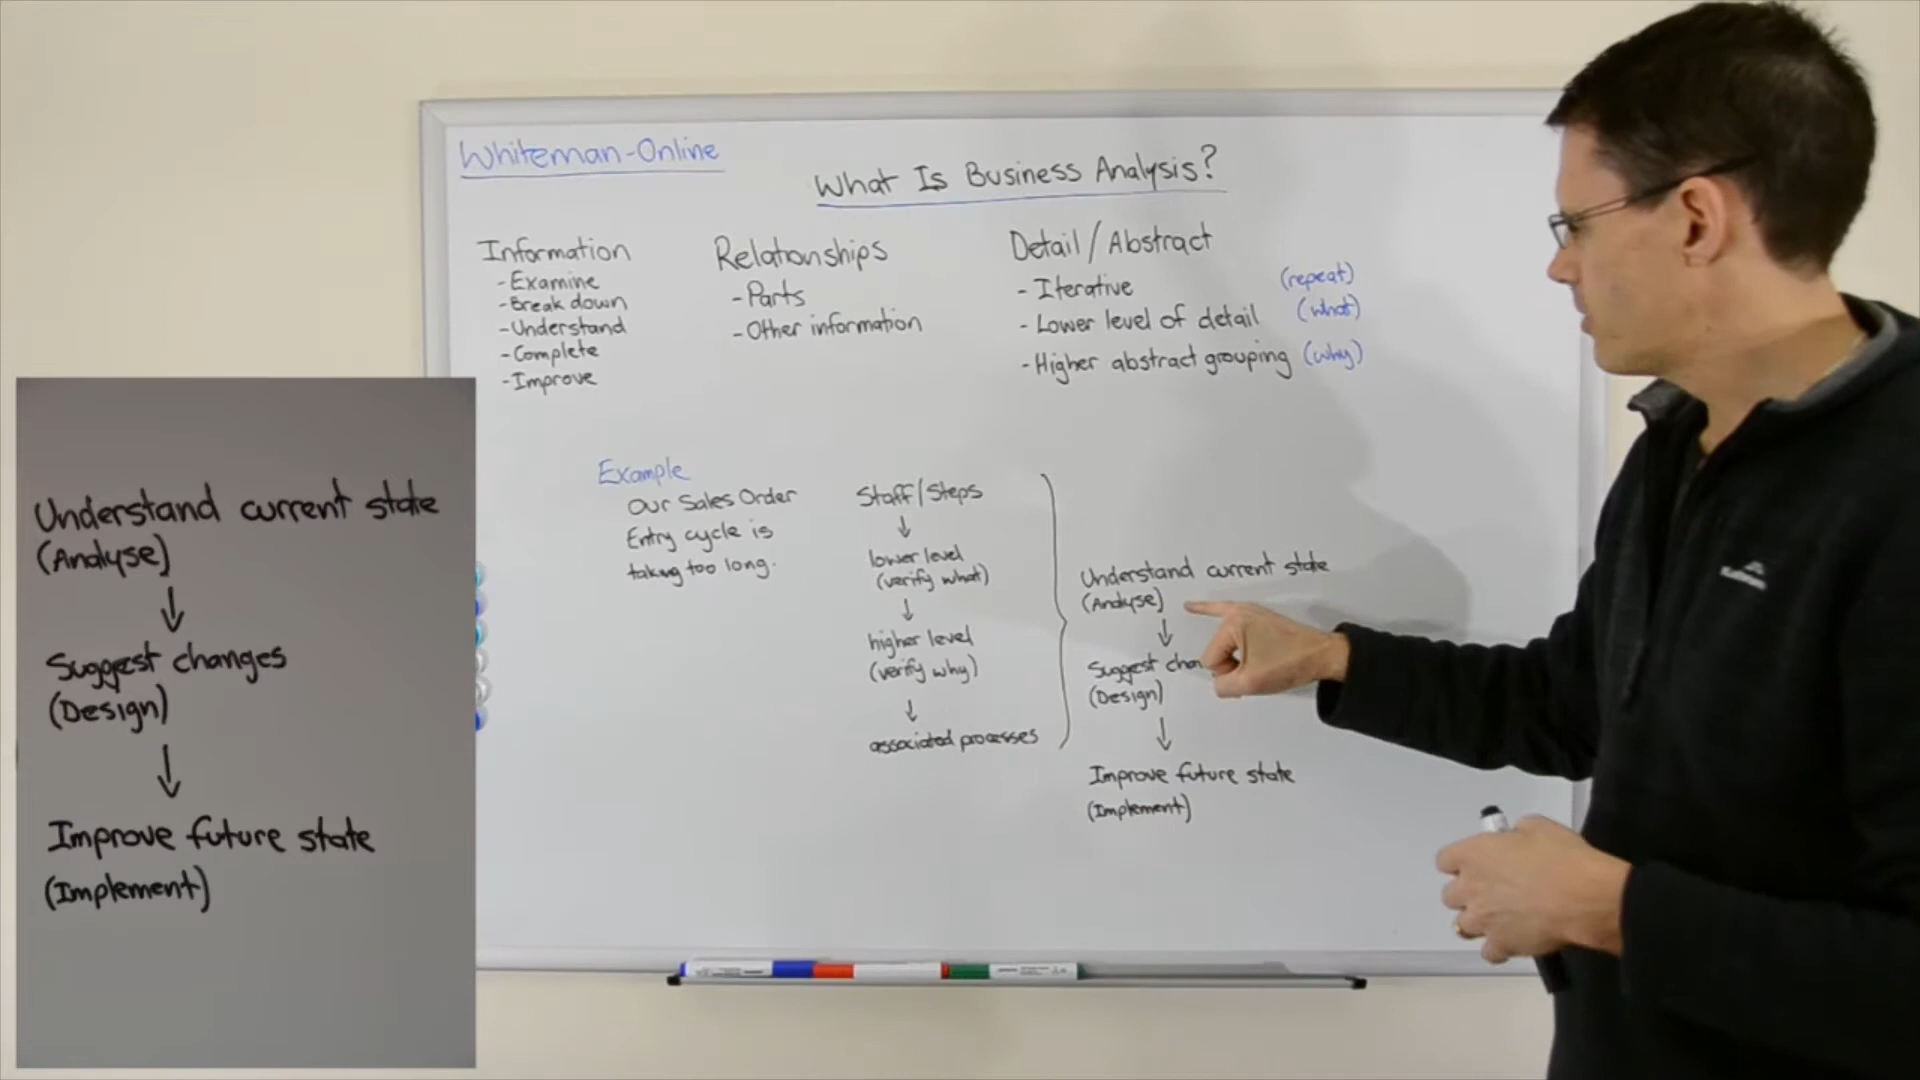 Whiteman-Online
What Is Business Analysis?
Information
-Examine
-Break down
-Understand
-Complete
-Improve
Relationships
-Parts
-Other information
Detail/Abstract
- Iterative (repeat)
- Lower level of detail (what)
- Higher abstract grouping (why)
Example
Our Sales Order
Entry cycle is
taking too long.
Staff/Steps
↓
lower level
(verify what)
↓
higher level
(verify why)
↓
associated processes
Understand current state
(Analyse)
↓
Suggest chan
(Design)
↓
Improve future state
(Implement)
Understand current state
(Analyse)
↓
Suggest changes
(Design)
↓
Improve future state
(Implement)